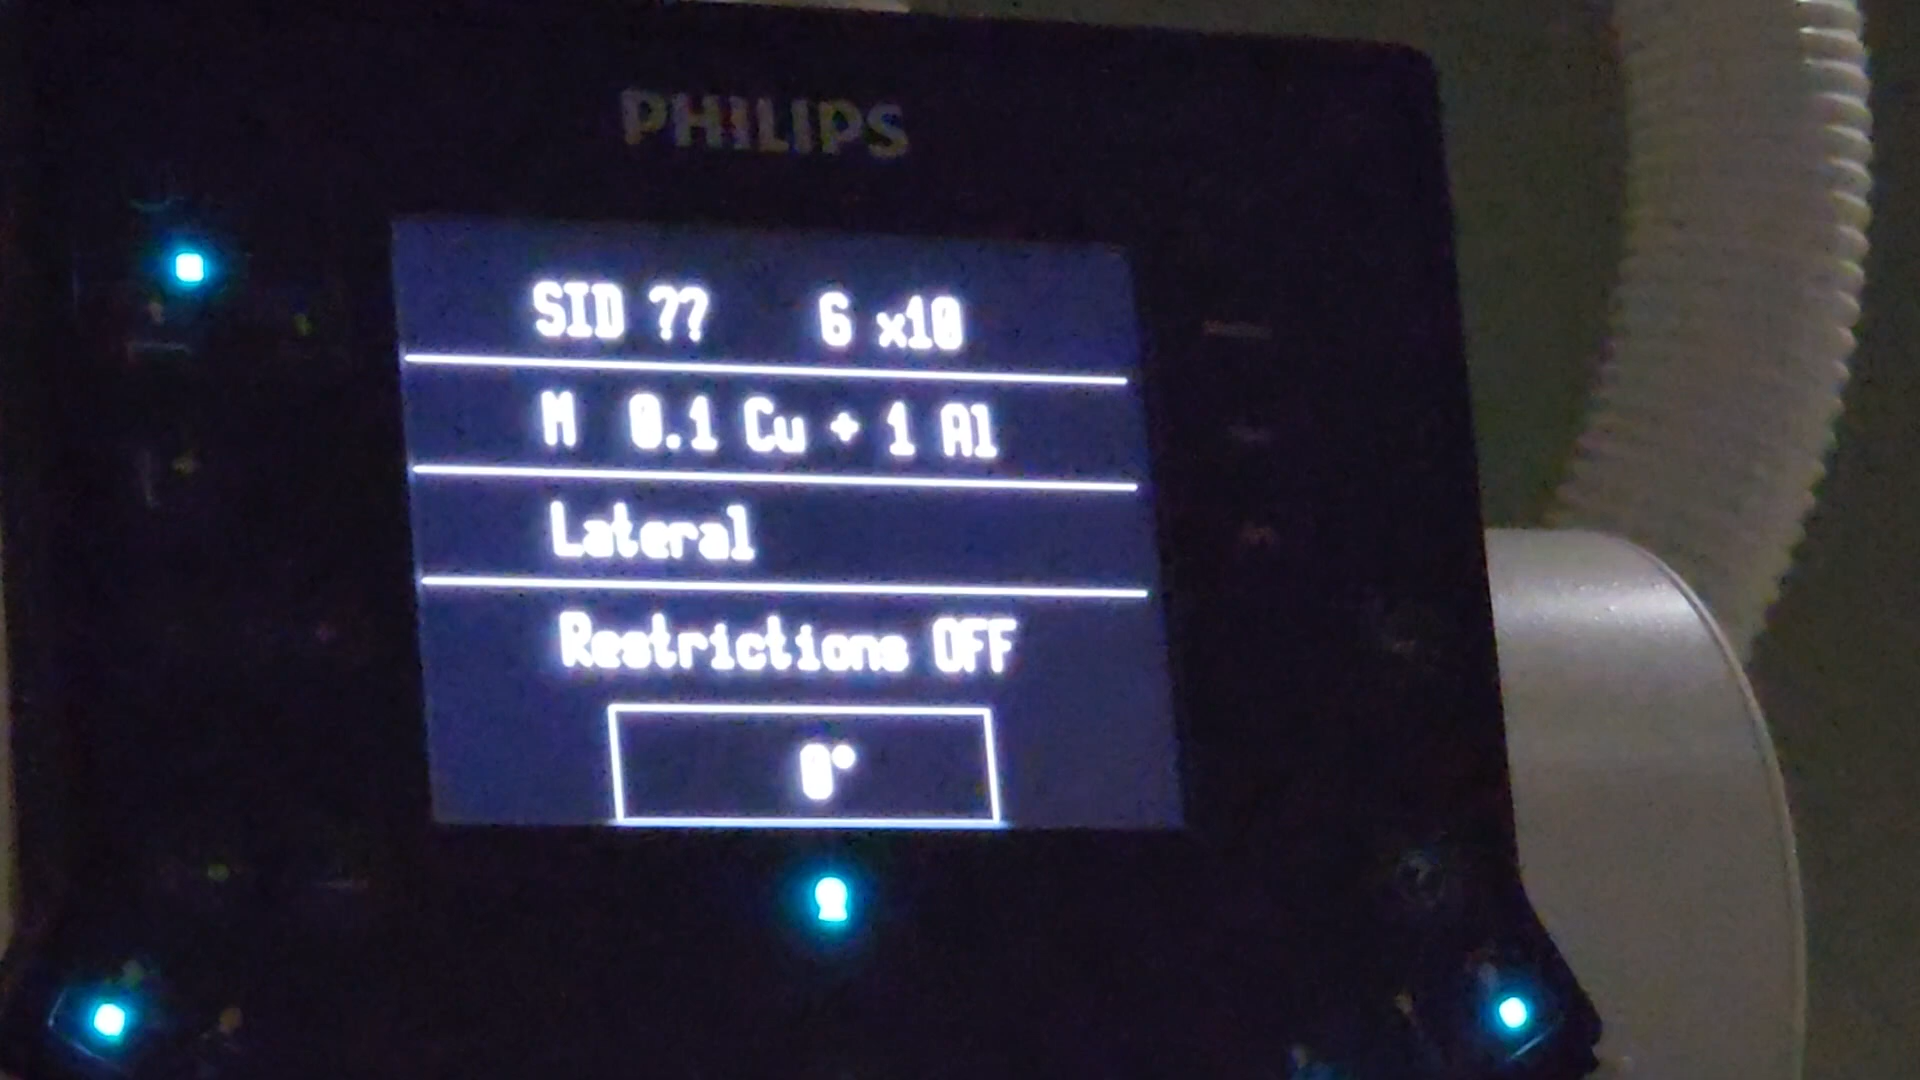 PHILIPS
SID ?? 6 x10
M 0.1 Cu + 1 Al
Lateral
Restrictions OFF
0°